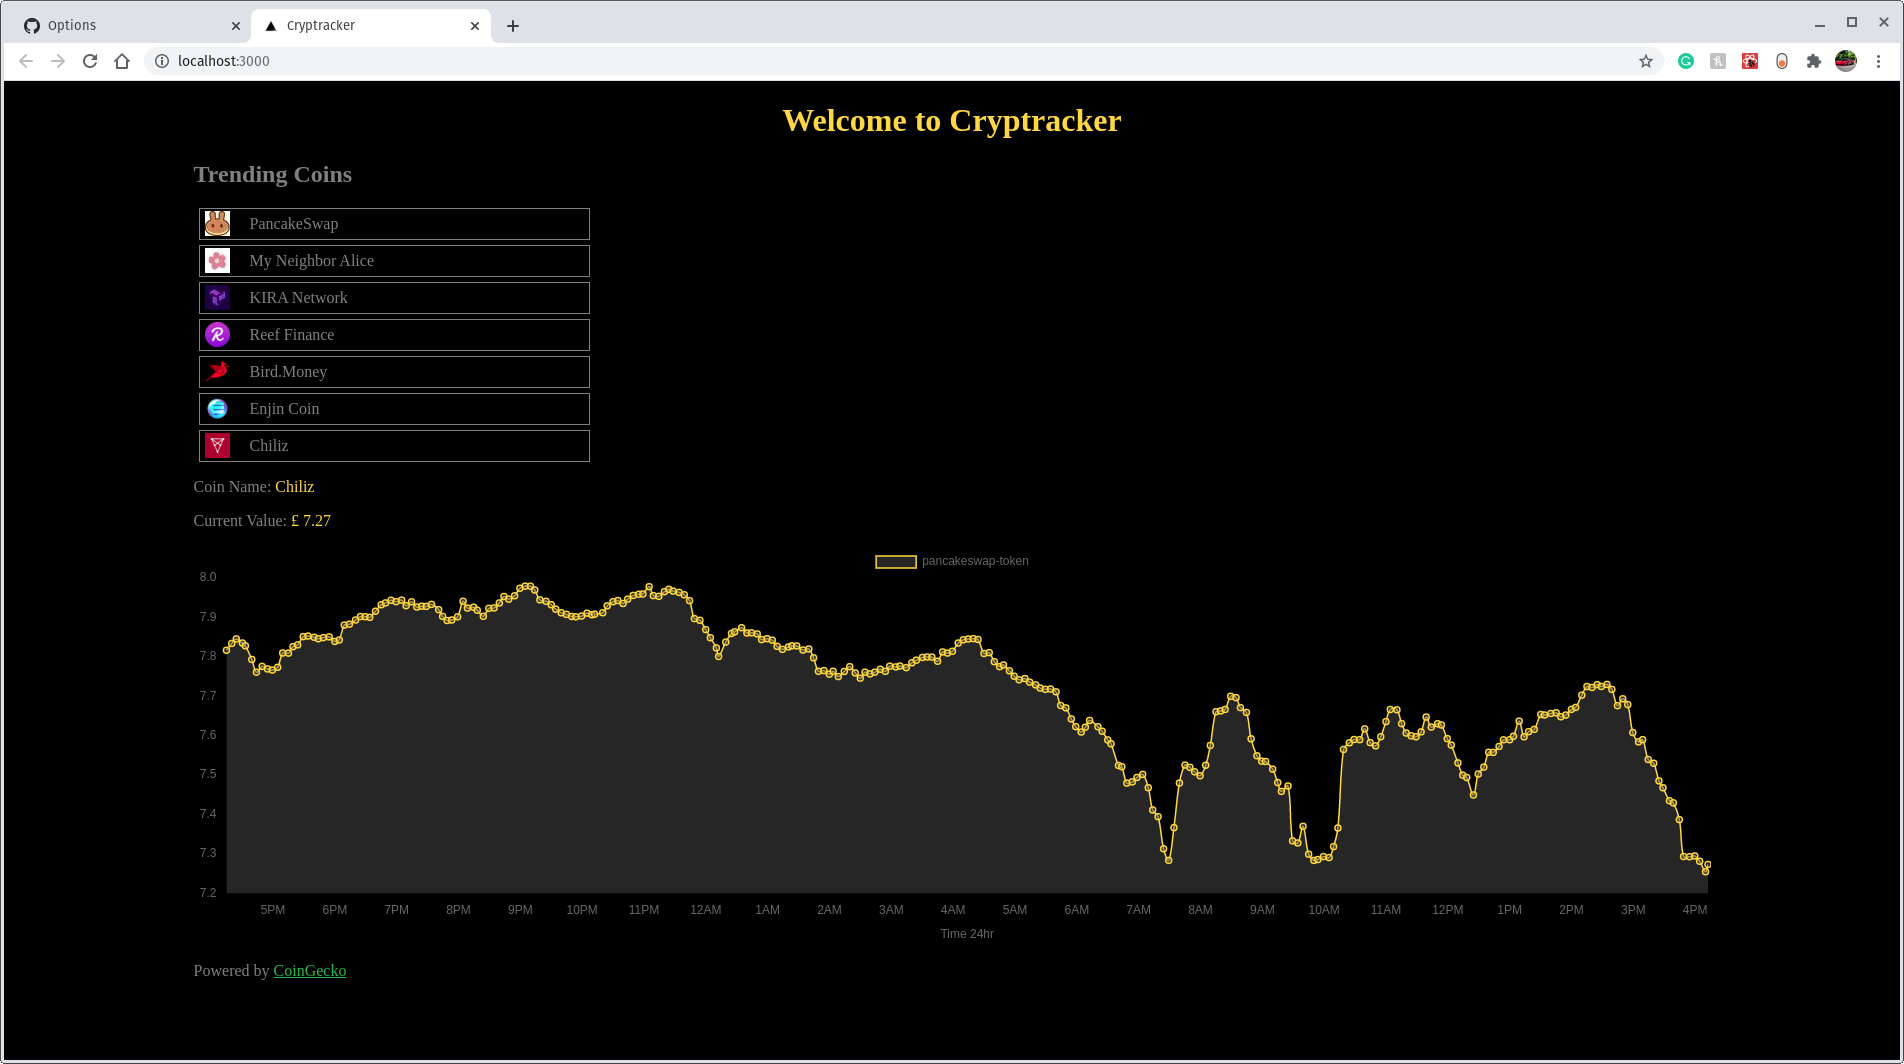 Options
Cryptracker
localhost:3000
Welcome to Cryptracker
Trending Coins
PancakeSwap
My Neighbor Alice
KIRA Network
Reef Finance
Bird.Money
Enjin Coin
Chiliz
Coin Name: Chiliz
Current Value: £ 7.27
pancakeswap-token
8.0
7.9
7.8
7.7
7.6
7.5
7.4
7.3
7.2
5PM 6PM 7PM 8PM 9PM 10PM 11PM 12AM 1AM 2AM 3AM 4AM 5AM 6AM 7AM 8AM 9AM 10AM 11AM 12PM 1PM 2PM 3PM 4PM
Time 24hr
Powered by CoinGecko